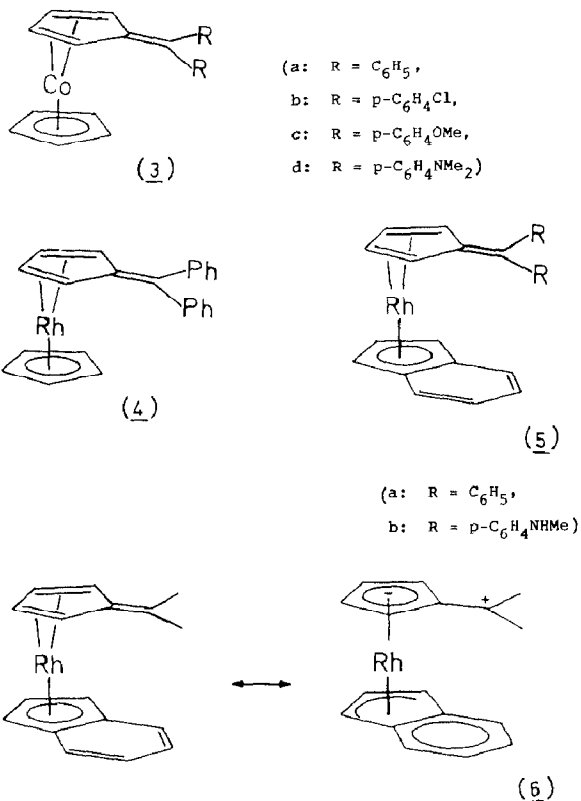 R
R
Co
(3)
(a: R = C6H5,
b: R = p-C6H4Cl,
c: R = p-C6H4OMe,
d: R = p-C6H4NMe2)
Ph
Ph
Rh
(4)
R
R
Rh
(5)
(a: R = C6H5,
b: R = p-C6H4NHMe)
Rh
+
-
Rh
(6)